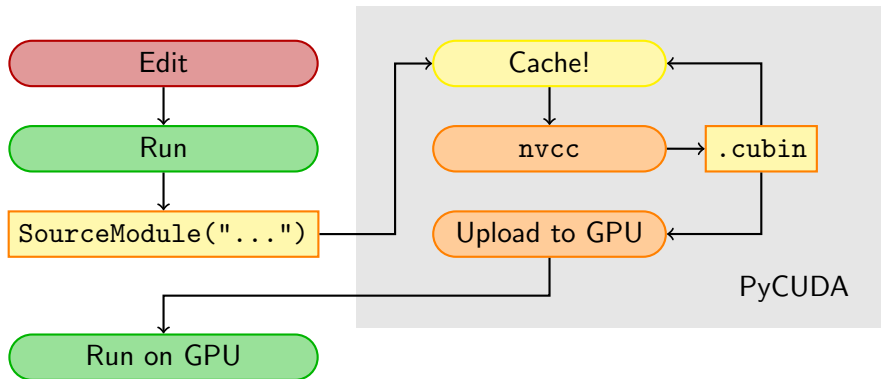 Edit
Run
SourceModule("...")
Cache!
nvcc
.cubin
Upload to GPU
PyCUDA
Run on GPU